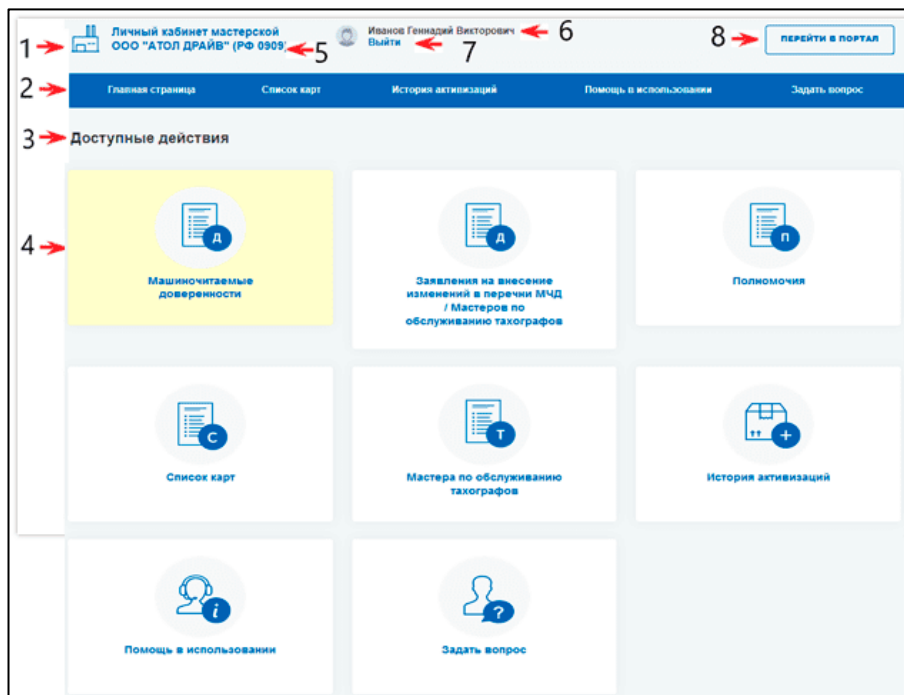 1
Личный кабинет мастерской
ООО "АТОЛ ДРАЙВ" (РФ 0909)
5
Иванов Геннадий Викторович
6
Выйти
7
8
ПЕРЕЙТИ В ПОРТАЛ
2
Главная страница
Список карт
История активизаций
Помощь в использовании
Задать вопрос
3
Доступные действия
4
Д
Машиночитаемые
доверенности
Д
Заявления на внесение
изменений в перечни МЧД
/ Мастеров по
обслуживанию тахографов
П
Полномочия
С
Список карт
Т
Мастера по обслуживанию
тахографов
+
История активизаций
i
Помощь в использовании
?
Задать вопрос